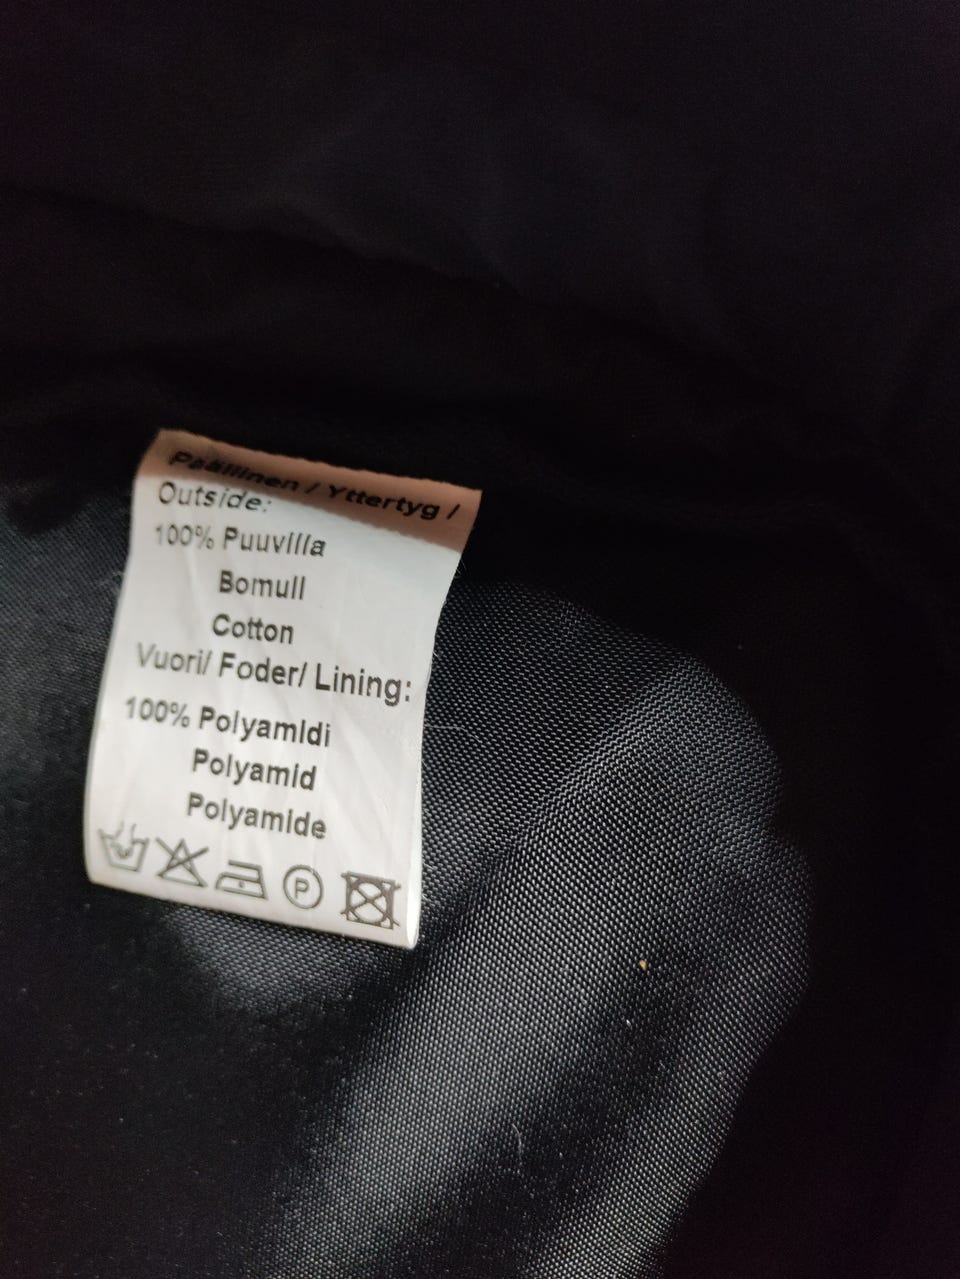 Päällinen / Yttertyg /
Outside:
100% Puuvilla
Bomull
Cotton
Vuori/ Foder/ Lining:
100% Polyamidi
Polyamid
Polyamide
P